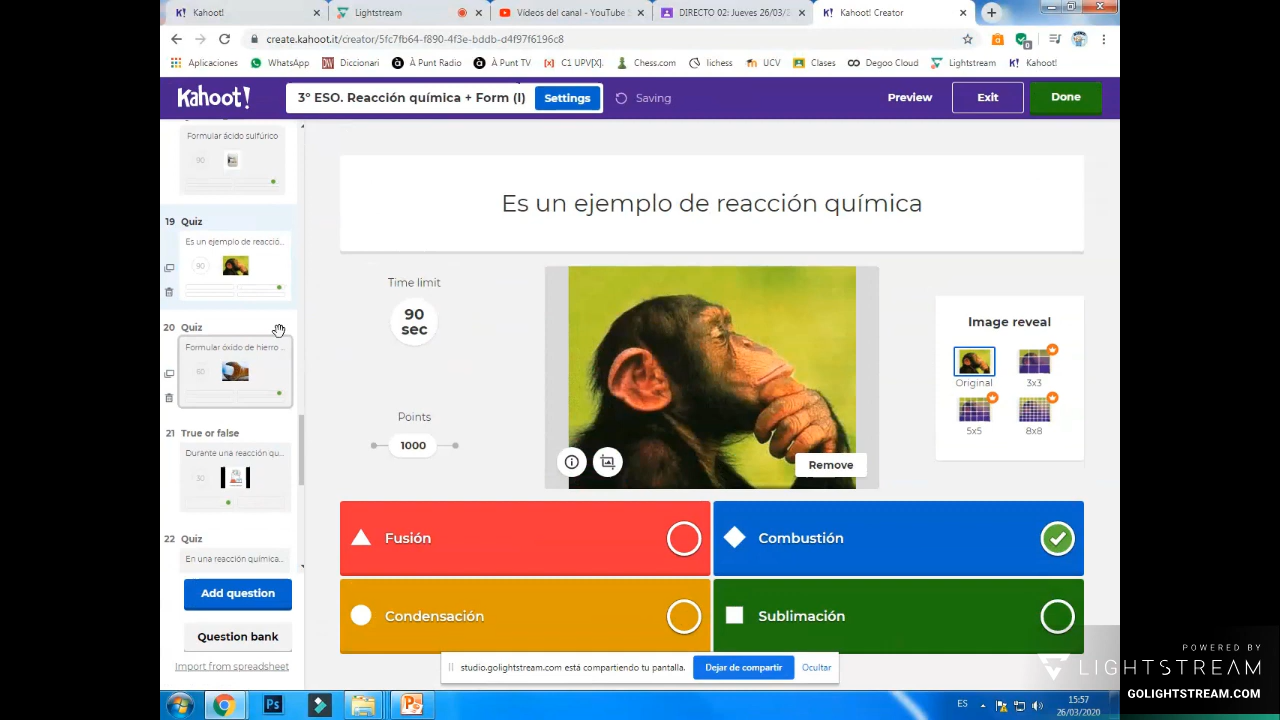 Kahoot!
Lightstream
Vídeos del canal - YouTube S
DIRECTO 02: Jueves 26/03/2
Kahoot! Creator
create.kahoot.it/creator/5fc7fb64-f890-4f3e-bddb-d4f97f6196c8
Aplicaciones
WhatsApp
Diccionari
À Punt Radio
À Punt TV
[x] C1 UPV[X].
Chess.com
lichess
UCV
Clases
Degoo Cloud
Lightstream
Kahoot!
Kahoot!
3º ESO. Reacción química + Form (I)
Settings
Saving
Preview
Exit
Done
Formular ácido sulfúrico
90
19 Quiz
Es un ejemplo de reacció...
90
20 Quiz
Formular óxido de hierro ...
60
21 True or false
Durante una reacción qu...
30
22 Quiz
En una reacción química...
Add question
Question bank
Import from spreadsheet
Es un ejemplo de reacción química
Time limit
90
sec
Points
1000
Remove
Image reveal
Original
3x3
5x5
8x8
Fusión
Combustión
Condensación
Sublimación
studio.golightstream.com está compartiendo tu pantalla.
Dejar de compartir
Ocultar
POWERED BY
LIGHTSTREAM
GOLIGHTSTREAM.COM
ES
15:57
26/03/2020